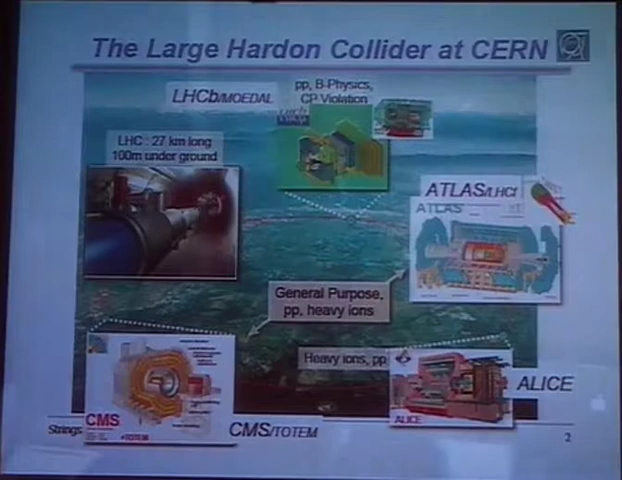 The Large Hardon Collider at CERN
LHCb/MOEDAL
pp, B-Physics,
CP Violation
LHC : 27 km long
100m under ground
ATLAS/LHCf
ATLAS
General Purpose,
pp, heavy ions
Heavy ions, pp
ALICE
ALICE
CMS
+TOTEM
CMS/TOTEM
Strings
2